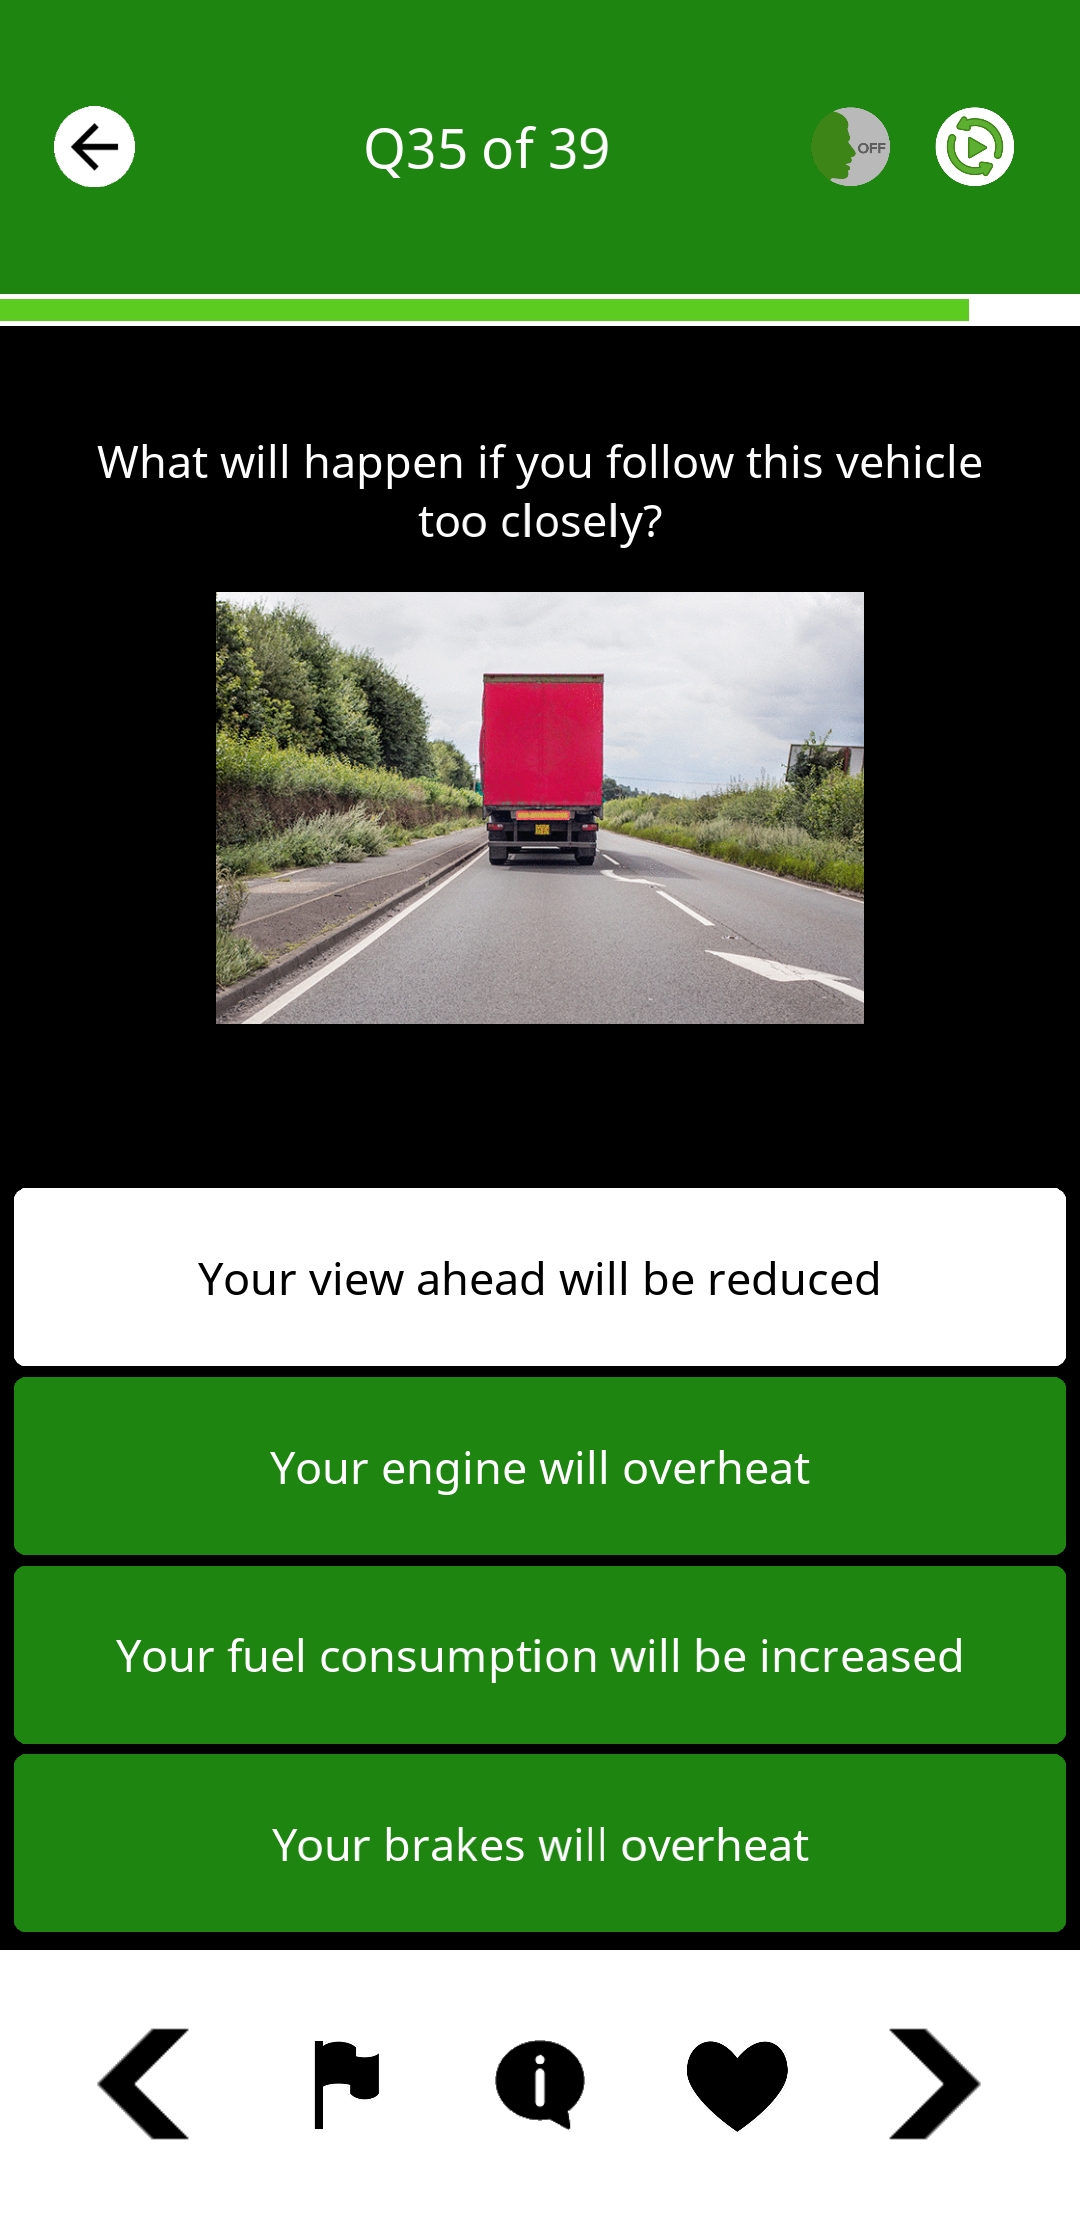 Q35 of 39
OFF
What will happen if you follow this vehicle
too closely?
Your view ahead will be reduced
Your engine will overheat
Your fuel consumption will be increased
Your brakes will overheat